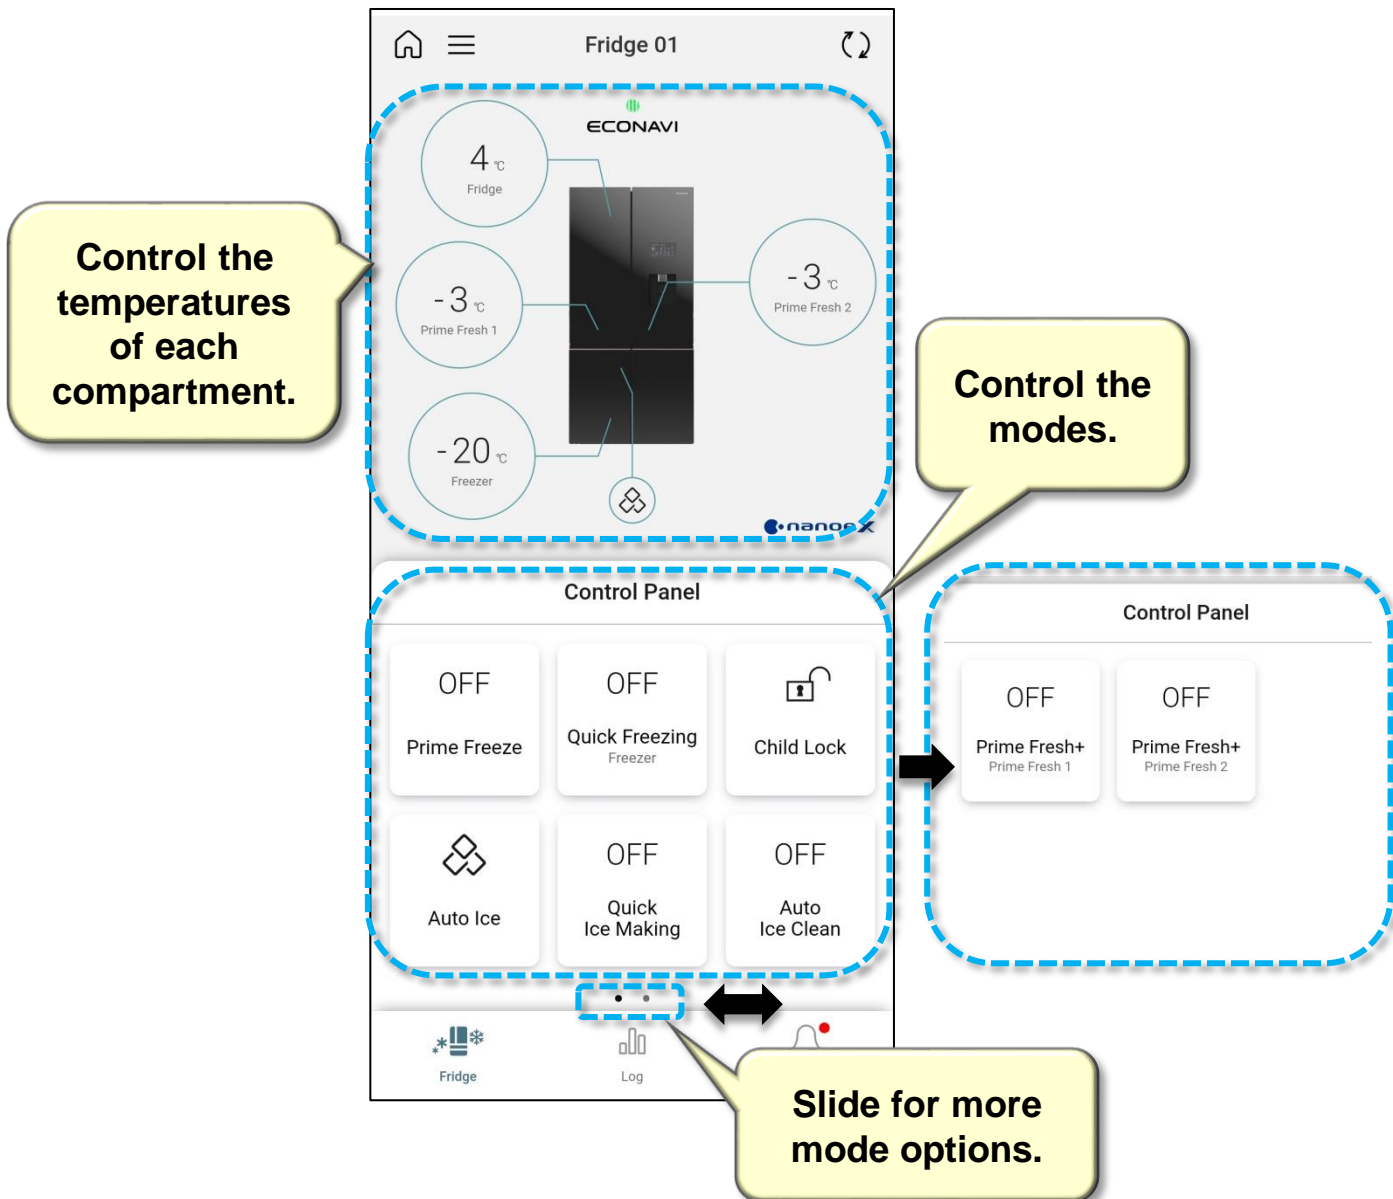 Fridge 01
ECONAVI
4 ℃
Fridge
Control the
temperatures
of each
compartment.
-3 ℃
Prime Fresh 1
-3 ℃
Prime Fresh 2
Control the
modes.
-20 ℃
Freezer
nanoeX
Control Panel
OFF
Prime Freeze
OFF
Quick Freezing
Freezer
Child Lock
Auto Ice
OFF
Quick
Ice Making
OFF
Auto
Ice Clean
Control Panel
OFF
Prime Fresh+
Prime Fresh 1
OFF
Prime Fresh+
Prime Fresh 2
Fridge
Log
Slide for more
mode options.